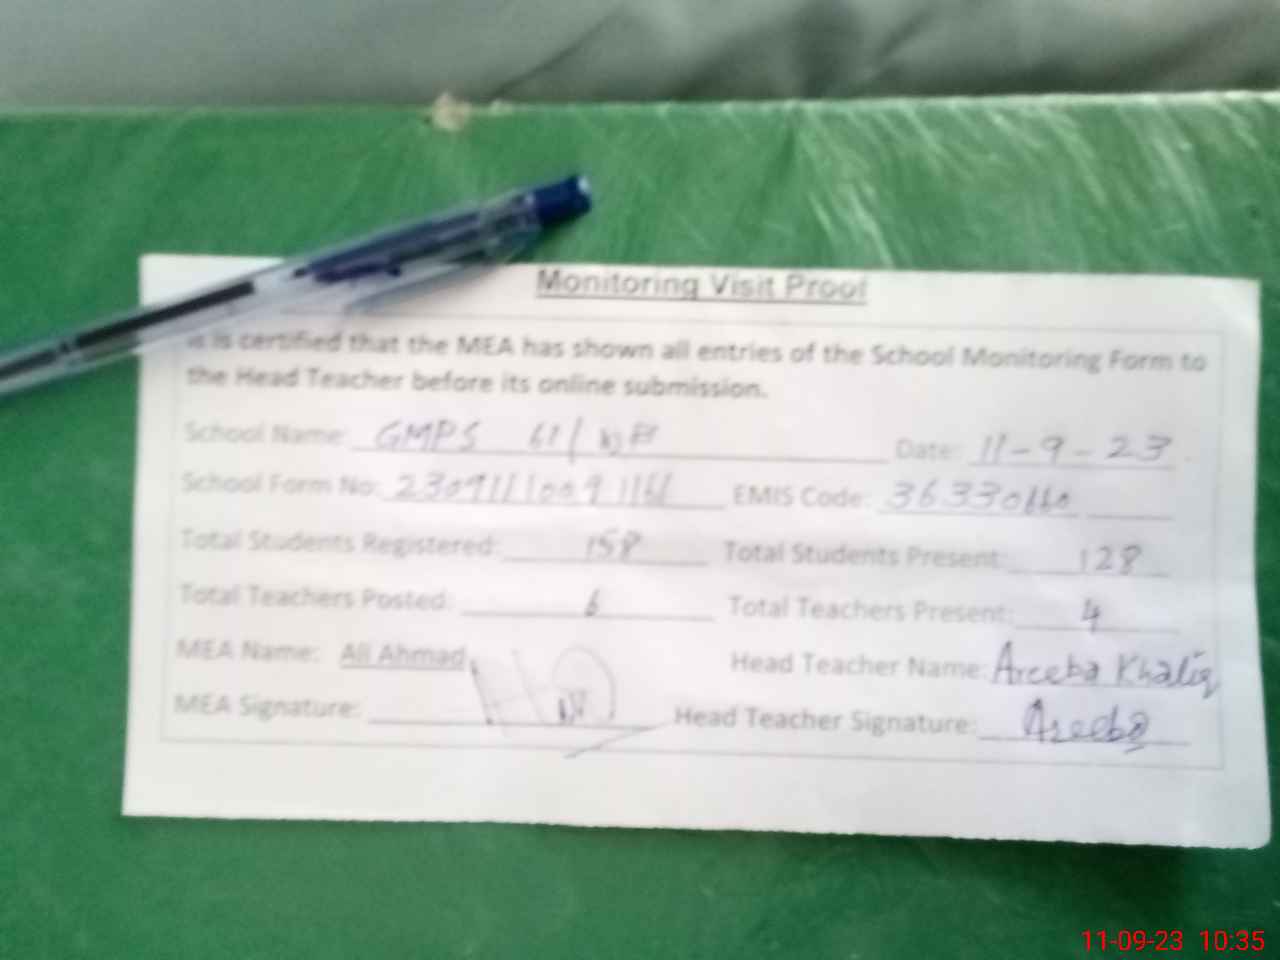 Monitoring Visit Proof
It is certified that the MEA has shown all entries of the School Monitoring Form to
the Head Teacher before its online submission.
School Name: GMPS 61/ Date: 11-9-23
School Form No: EMIS Code: 36330160
Total Students Registered: 158 Total Students Present: 128
Total Teachers Posted: 6 Total Teachers Present: 4
MEA Name: Ali Ahmad Head Teacher Name: Areeba Khaliq
MEA Signature: Head Teacher Signature: Areeba
11-09-23 10:35